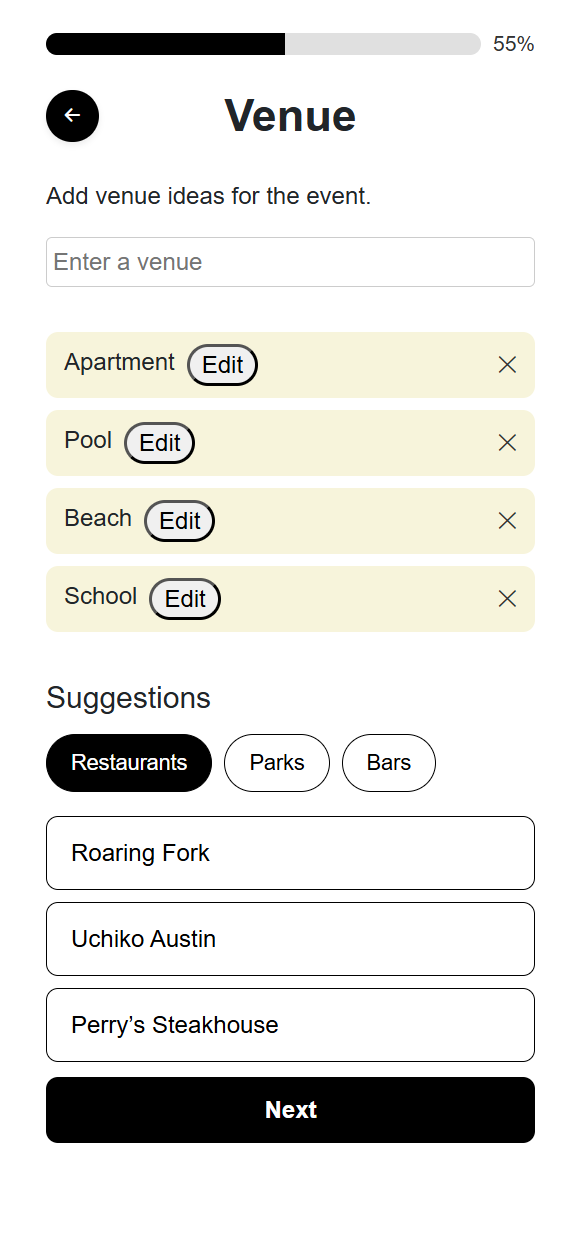 55%
Venue
Add venue ideas for the event.
Enter a venue
Apartment Edit
Pool Edit
Beach Edit
School Edit
Suggestions
Restaurants Parks Bars
Roaring Fork
Uchiko Austin
Perry’s Steakhouse
Next